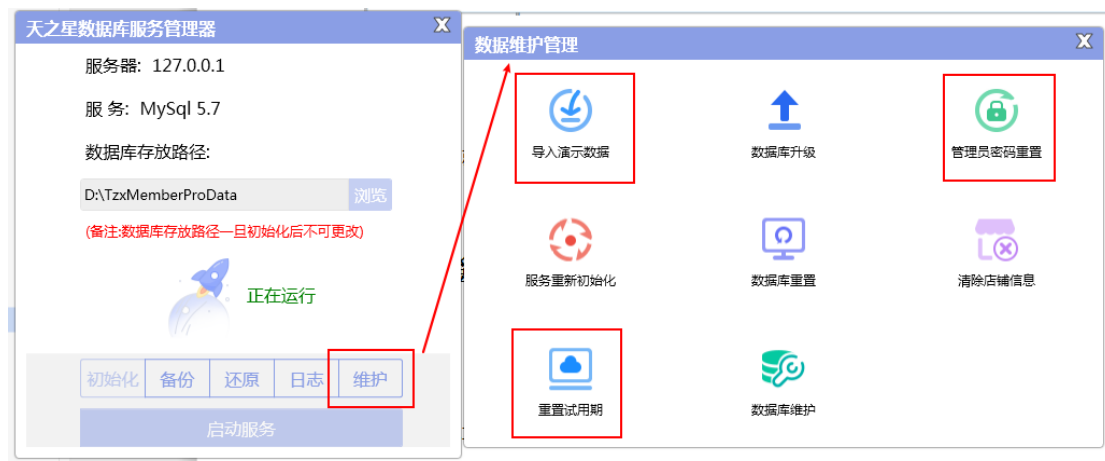 天之星数据库服务管理器
X
服务器: 127.0.0.1
服 务: MySql 5.7
数据库存放路径:
D:\TzxMemberProData 浏览
(备注:数据库存放路径一旦初始化后不可更改)
正在运行
初始化 备份 还原 日志 维护
启动服务
数据维护管理
X
导入演示数据 数据库升级 管理员密码重置
服务重新初始化 数据库重置 清除店铺信息
重置试用期 数据库维护